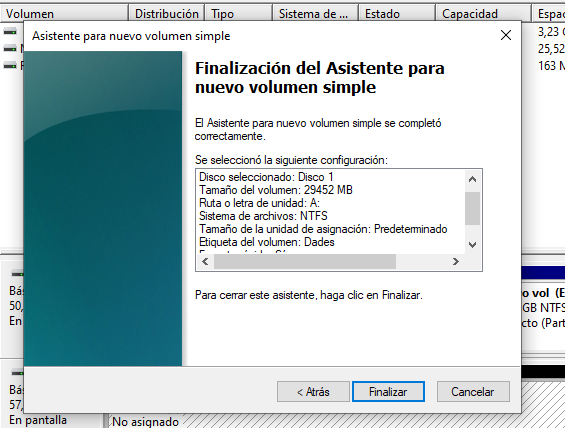 Volumen Distribución Tipo Sistema de ... Estado Capacidad Espa
3,23
25,52
163 M
Asistente para nuevo volumen simple
Finalización del Asistente para
nuevo volumen simple
El Asistente para nuevo volumen simple se completó
correctamente.
Se seleccionó la siguiente configuración:
Disco seleccionado: Disco 1
Tamaño del volumen: 29452 MB
Ruta o letra de unidad: A:
Sistema de archivos: NTFS
Tamaño de la unidad de asignación: Predeterminado
Etiqueta del volumen: Dades
Para cerrar este asistente, haga clic en Finalizar.
< Atrás Finalizar Cancelar
Bás
50,
En
o vol (E
GB NTFS
cto (Part
Bás
57,
En pantalla
No asignado